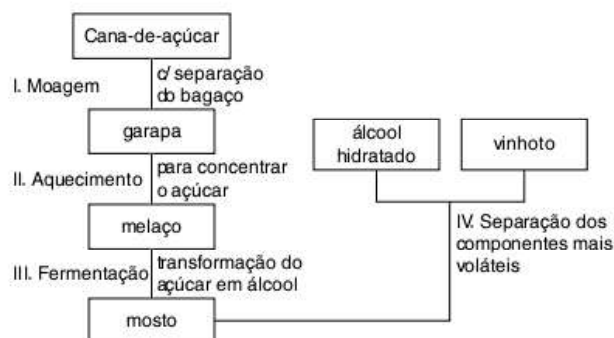 Cana-de-açúcar
I. Moagem
c/ separação
do bagaço
garapa
II. Aquecimento
para concentrar
o açúcar
melaço
III. Fermentação
transformação do
açúcar em álcool
mosto
álcool
hidratado
vinhoto
IV. Separação dos
componentes mais
voláteis